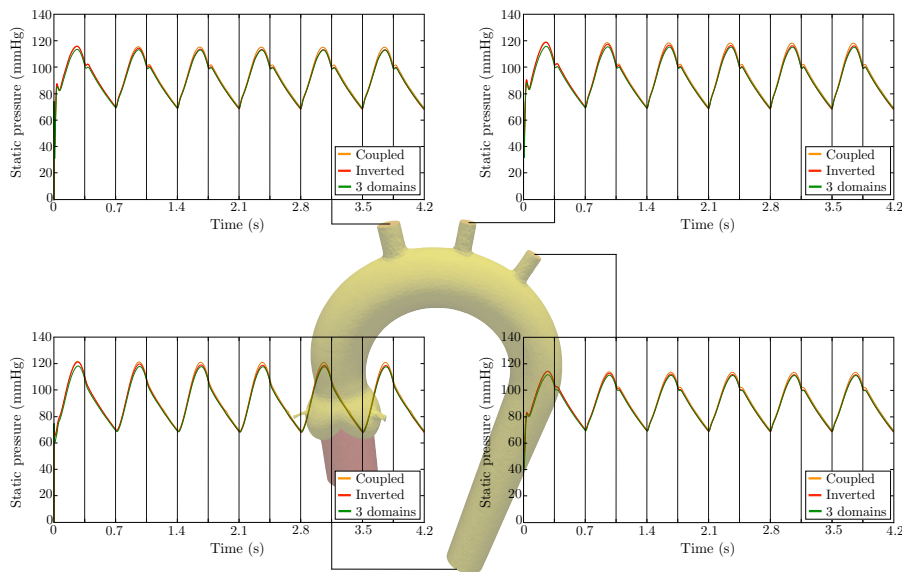 140
120
100
80
60
40
20
0
Static pressure (mmHg)
Coupled
Inverted
3 domains
0 0.7 1.4 2.1 2.8 3.5 4.2
Time (s)
140
120
100
80
60
40
20
0
Static pressure (mmHg)
Coupled
Inverted
3 domains
0 0.7 1.4 2.1 2.8 3.5 4.2
Time (s)
140
120
100
80
60
40
20
0
Static pressure (mmHg)
Coupled
Inverted
3 domains
0 0.7 1.4 2.1 2.8 3.5 4.2
Time (s)
140
120
100
80
60
40
20
0
Static pressure (mmHg)
Coupled
Inverted
3 domains
0 0.7 1.4 2.1 2.8 3.5 4.2
Time (s)